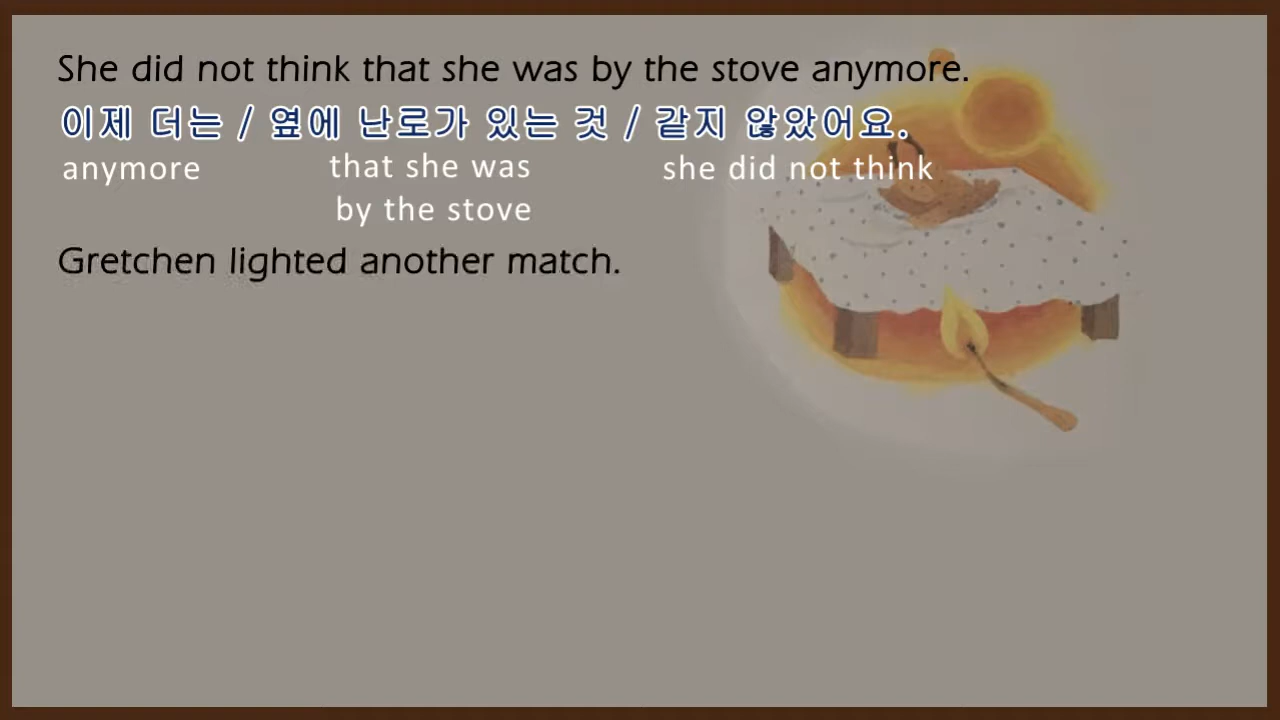 She did not think that she was by the stove anymore.
이제 더는 / 옆에 난로가 있는 것 / 같지 않았어요.
anymore that she was she did not think
by the stove
Gretchen lighted another match.